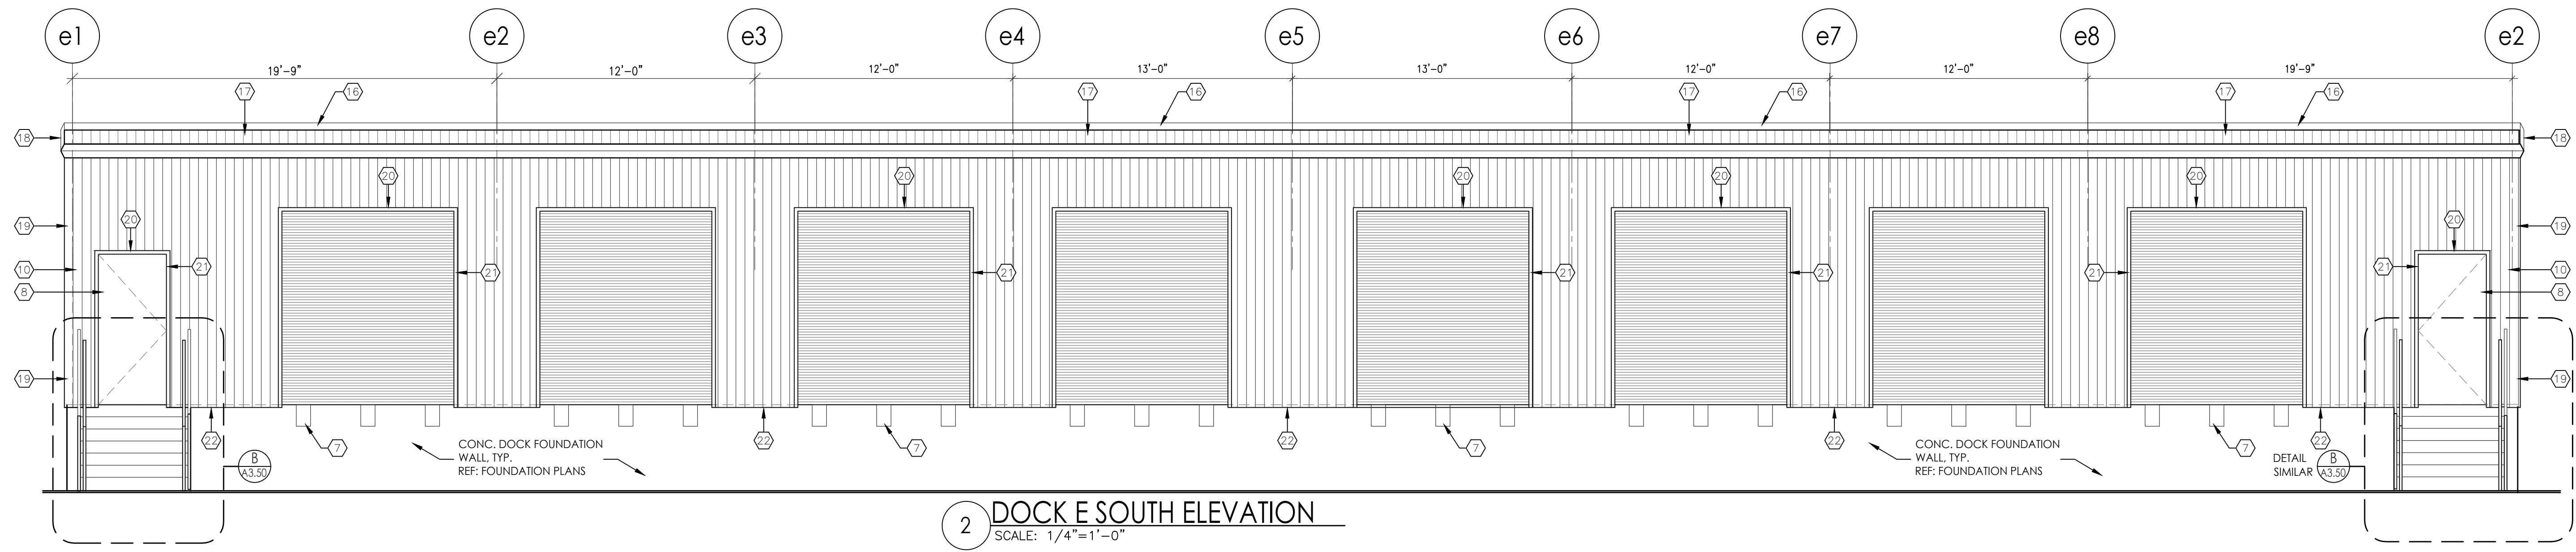 e1
e2
e3
e4
e5
e6
e7
e8
e2
19'-9"
12'-0"
12'-0"
13'-0"
13'-0"
12'-0"
12'-0"
19'-9"
17
16
17
16
17
16
17
16
18
18
20
20
20
20
20
20
20
19
19
10
21
21
21
21
21
21
21
10
8
8
19
19
22
22
22
22
22
7
7
7
7
CONC. DOCK FOUNDATION
WALL, TYP.
REF: FOUNDATION PLANS
CONC. DOCK FOUNDATION
WALL, TYP.
REF: FOUNDATION PLANS
B
A3.50
DETAIL
SIMILAR
B
A3.50
2
DOCK E SOUTH ELEVATION
SCALE: 1/4"=1'-0"